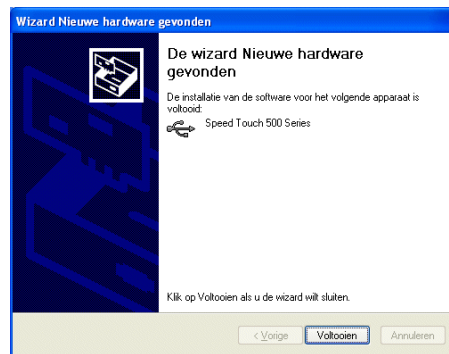 Wizard Nieuwe hardware gevonden
De wizard Nieuwe hardware
gevonden
De installatie van de software voor het volgende apparaat is
voltooid:
Speed Touch 500 Series
Klik op Voltooien als u de wizard wilt sluiten.
< Vorige Voltooien Annuleren